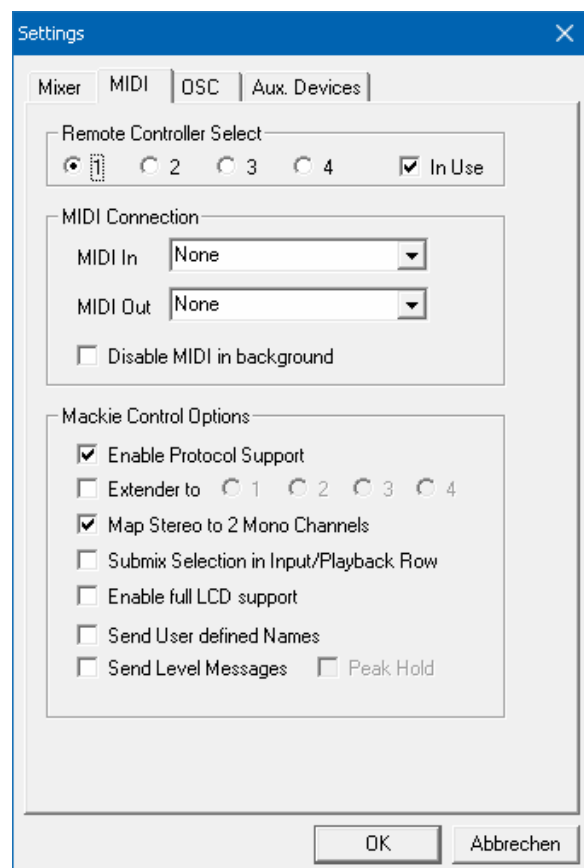 Settings
Mixer MIDI OSC Aux. Devices
Remote Controller Select
1 2 3 4 In Use
MIDI Connection
MIDI In None
MIDI Out None
Disable MIDI in background
Mackie Control Options
Enable Protocol Support
Extender to 1 2 3 4
Map Stereo to 2 Mono Channels
Submix Selection in Input/Playback Row
Enable full LCD support
Send User defined Names
Send Level Messages Peak Hold
OK Abbrechen